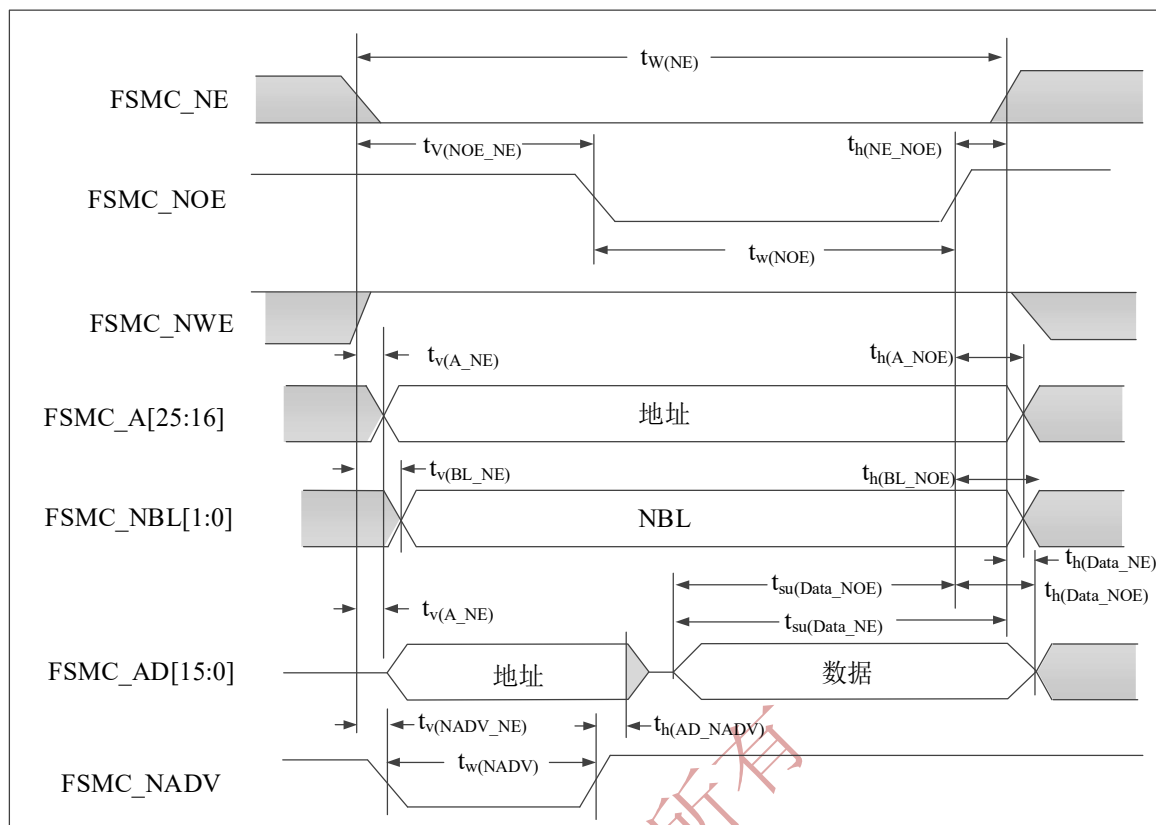 tW(NE)
FSMC_NE
tV(NOE_NE)
th(NE_NOE)
FSMC_NOE
tw(NOE)
FSMC_NWE
tv(A_NE)
th(A_NOE)
FSMC_A[25:16]
地址
tv(BL_NE)
th(BL_NOE)
FSMC_NBL[1:0]
NBL
th(Data_NE)
tsu(Data_NOE)
th(Data_NOE)
tv(A_NE)
tsu(Data_NE)
FSMC_AD[15:0]
地址
数据
tv(NADV_NE)
th(AD_NADV)
tw(NADV)
FSMC_NADV
所有